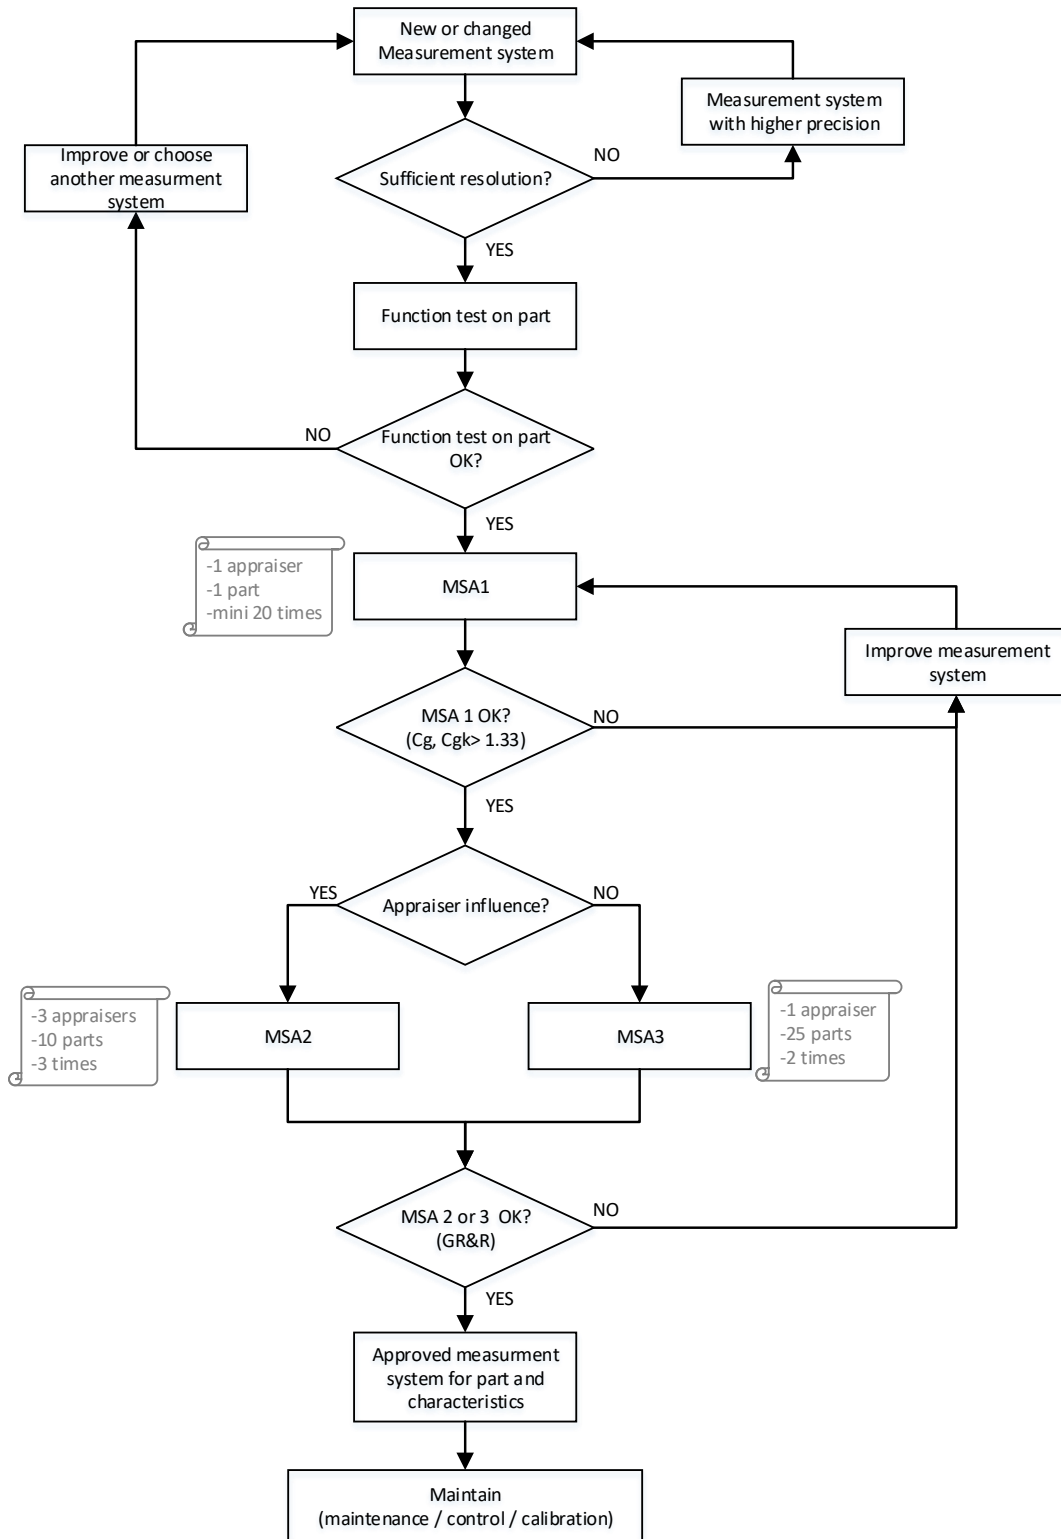 New or changed
Measurement system
Measurement system
with higher precision
Improve or choose
another measurment
system
NO
Sufficient resolution?
YES
Function test on part
NO
Function test on part
OK?
YES
-1 appraiser
-1 part
-mini 20 times
MSA1
Improve measurement
system
MSA 1 OK?
(Cg, Cgk> 1.33)
NO
YES
YES
Appraiser influence?
NO
-3 appraisers
-10 parts
-3 times
MSA2
MSA3
-1 appraiser
-25 parts
-2 times
MSA 2 or 3 OK?
(GR&R)
NO
YES
Approved measurment
system for part and
characteristics
Maintain
(maintenance / control / calibration)